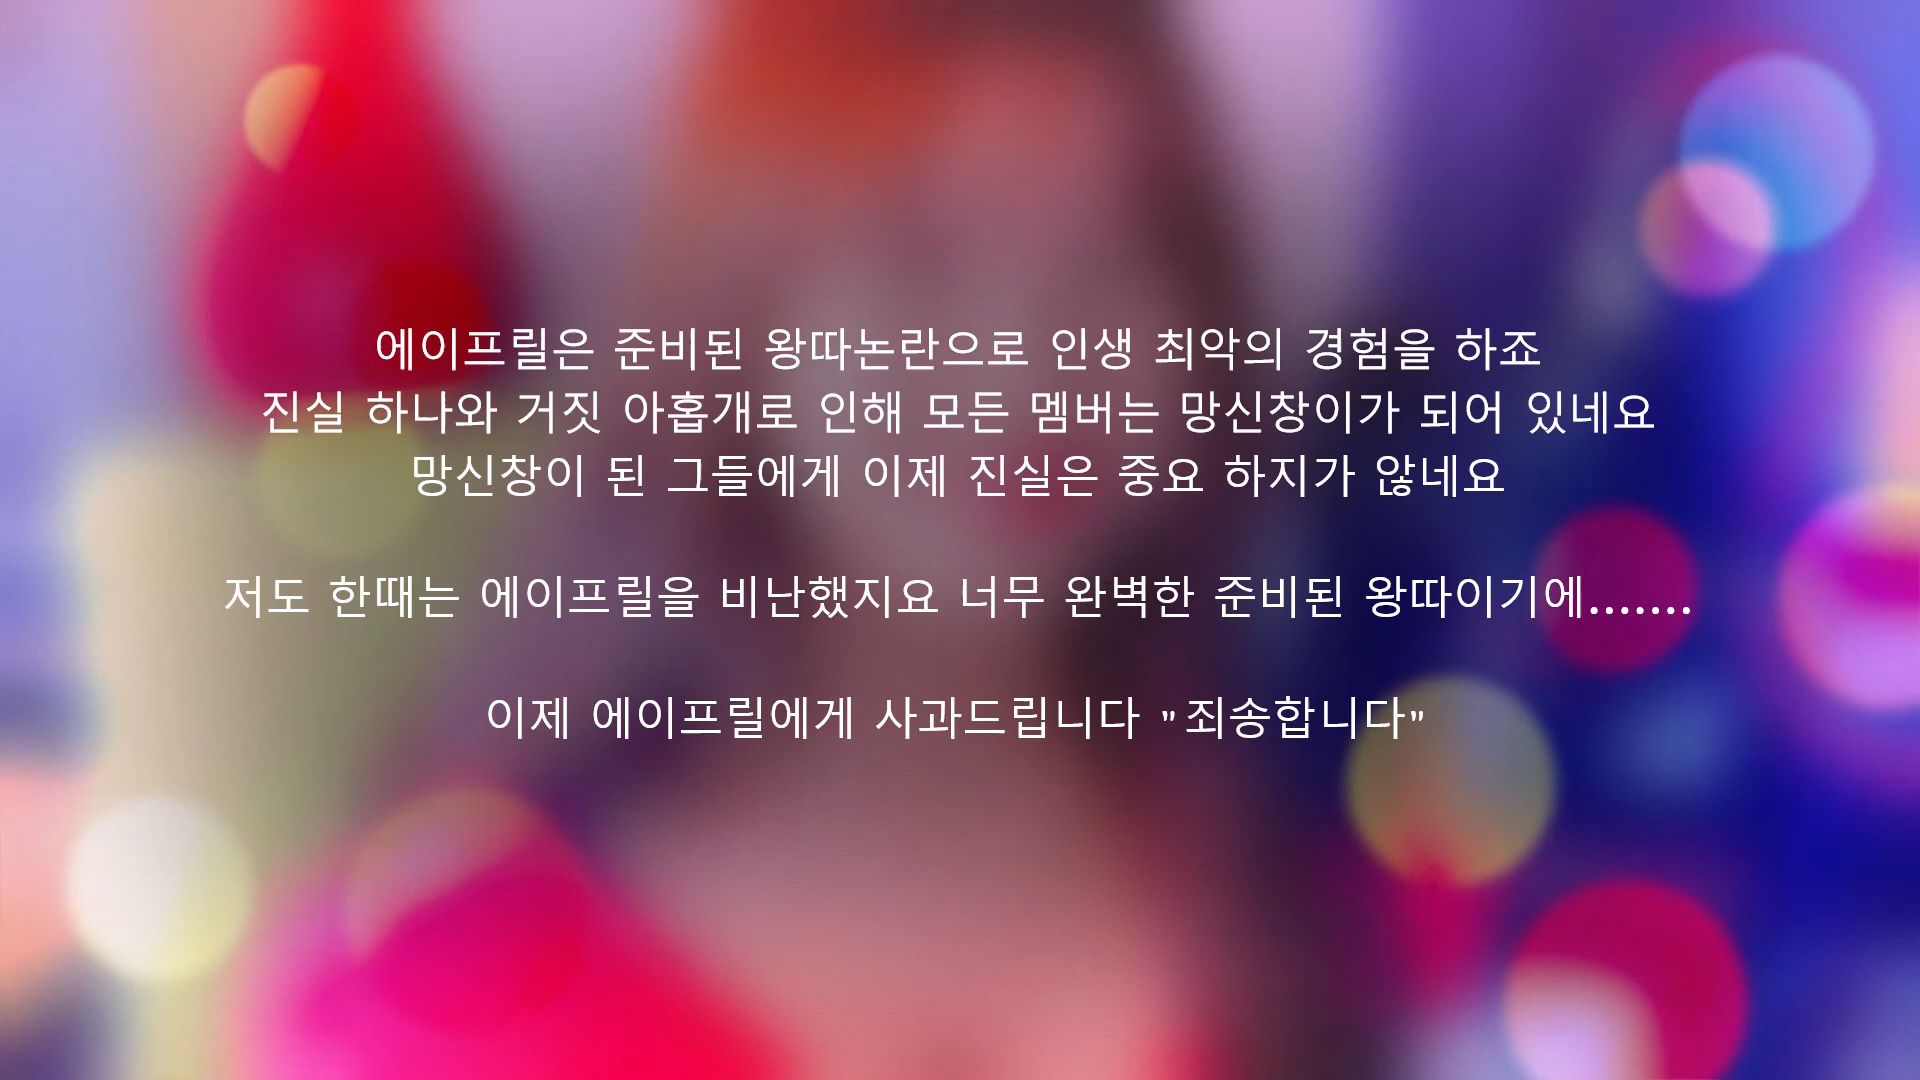 에이프릴은 준비된 왕따논란으로 인생 최악의 경험을 하죠
진실 하나와 거짓 아홉개로 인해 모든 멤버는 망신창이가 되어 있네요
망신창이 된 그들에게 이제 진실은 중요 하지가 않네요
저도 한때는 에이프릴을 비난했지요 너무 완벽한 준비된 왕따이기에.......
이제 에이프릴에게 사과드립니다 "죄송합니다"